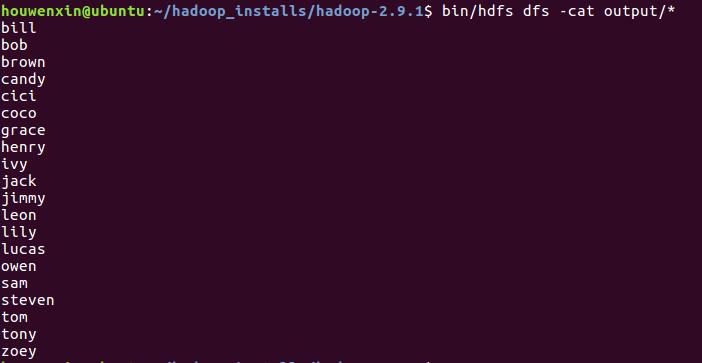 houwenxin@ubuntu:~/hadoop_installs/hadoop-2.9.1$ bin/hdfs dfs -cat output/*
bill
bob
brown
candy
cici
coco
grace
henry
ivy
jack
jimmy
leon
lily
lucas
owen
sam
steven
tom
tony
zoey